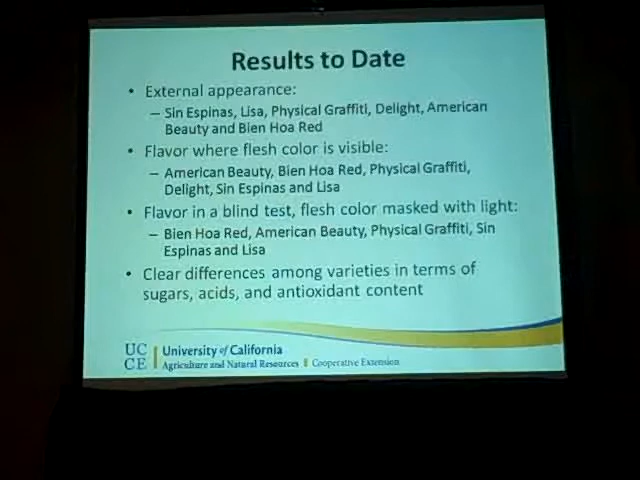 Results to Date
• External appearance:
– Sin Espinas, Lisa, Physical Graffiti, Delight, American
Beauty and Bien Hoa Red
• Flavor where flesh color is visible:
– American Beauty, Bien Hoa Red, Physical Graffiti,
Delight, Sin Espinas and Lisa
• Flavor in a blind test, flesh color masked with light:
– Bien Hoa Red, American Beauty, Physical Graffiti, Sin
Espinas and Lisa
• Clear differences among varieties in terms of
sugars, acids, and antioxidant content
UC
CE
University of California
Agriculture and Natural Resources Cooperative Extension